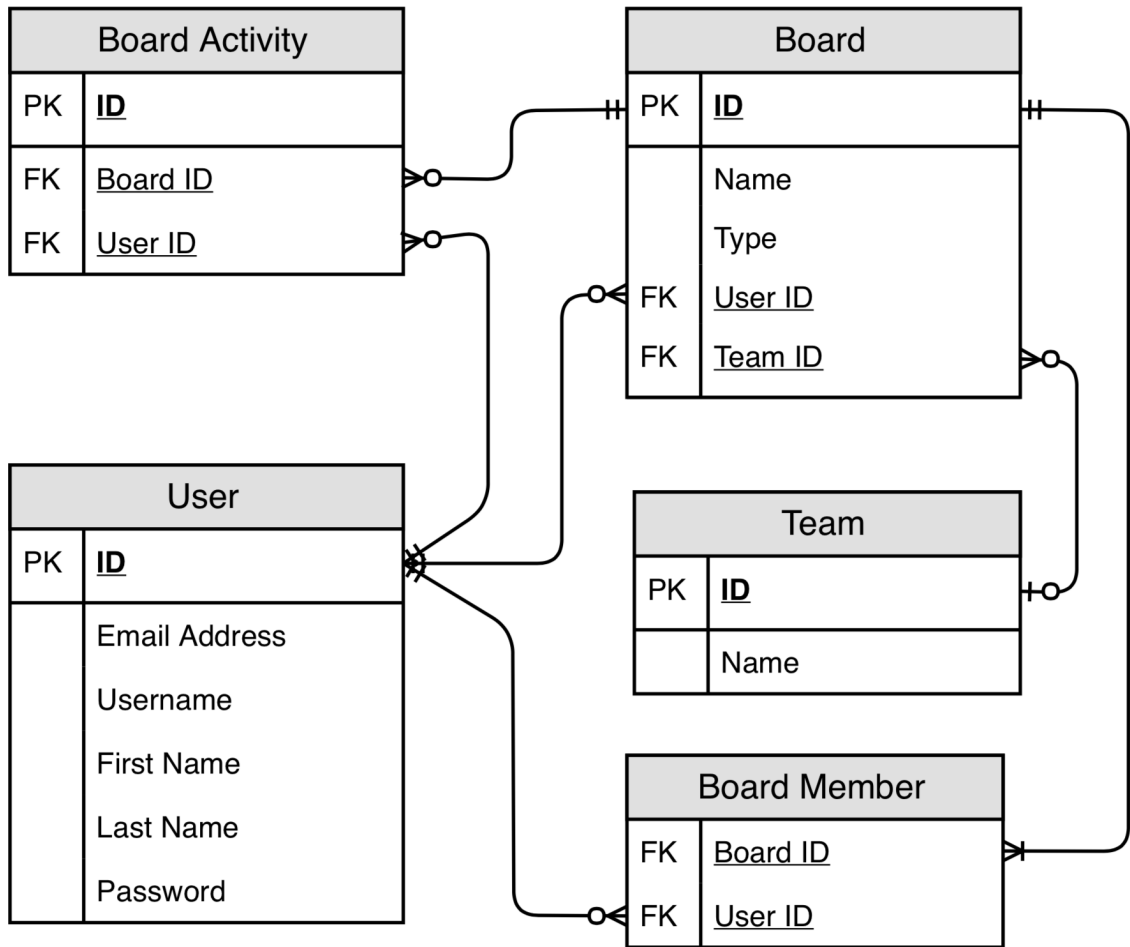 Board Activity
PK ID
FK Board ID
FK User ID
Board
PK ID
Name
Type
FK User ID
FK Team ID
User
PK ID
Email Address
Username
First Name
Last Name
Password
Team
PK ID
Name
Board Member
FK Board ID
FK User ID